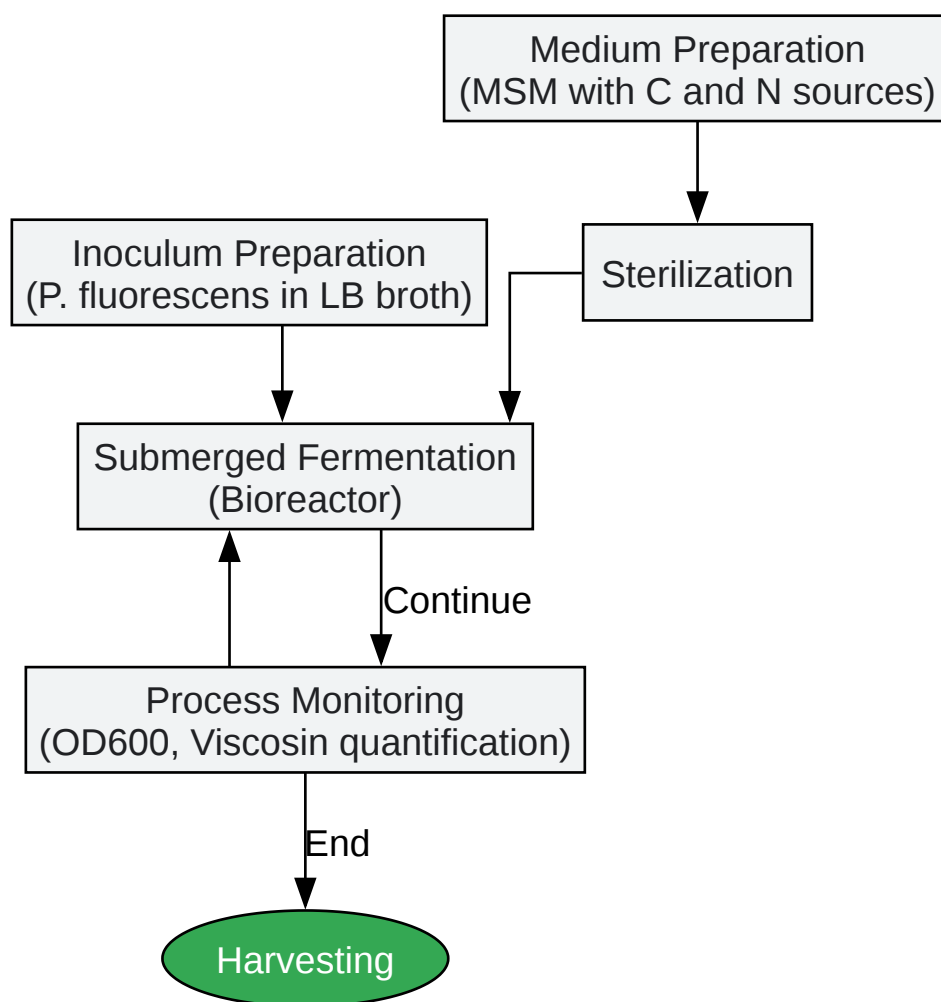 Medium Preparation
(MSM with C and N sources)
Inoculum Preparation
(P. fluorescens in LB broth)
Sterilization
Submerged Fermentation
(Bioreactor)
Continue
Process Monitoring
(OD600, Viscosin quantification)
End
Harvesting